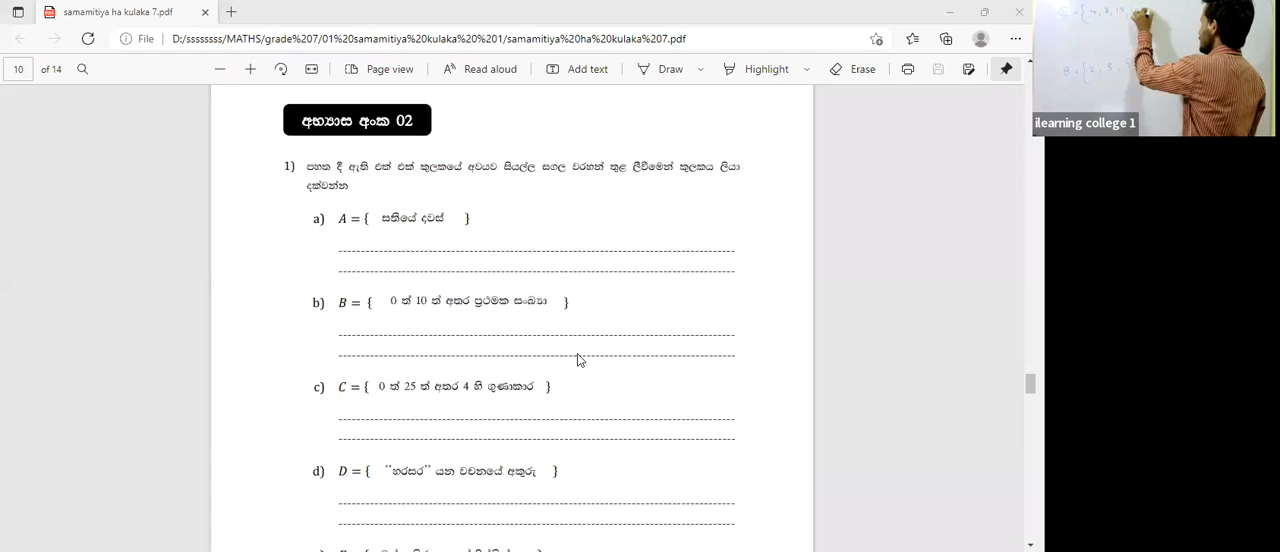 samamitiya ha kulaka 7.pdf
File D:/ssssssss/MATHS/grade%207/01%20samamitiya%20kulaka%20%201/samamitiya%20ha%20kulaka%207.pdf
10 of 14 Page view Read aloud Add text Draw Highlight Erase
ilearning college 1
අභ්‍යාස අංක 02
1) පහත දී ඇති එක් එක් කුලකයේ අවයව සියල්ල සගල වරහන් තුළ ලිවීමෙන් කුලකය ලියා
දක්වන්න
a) A = { සතියේ දවස් }
b) B = { 0 ත් 10 ත් අතර ප්‍රථමක සංඛ්‍යා }
c) C = { 0 ත් 25 ත් අතර 4 හි ගුණාකාර }
d) D = { ''හරසර'' යන වචනයේ අකුරු }